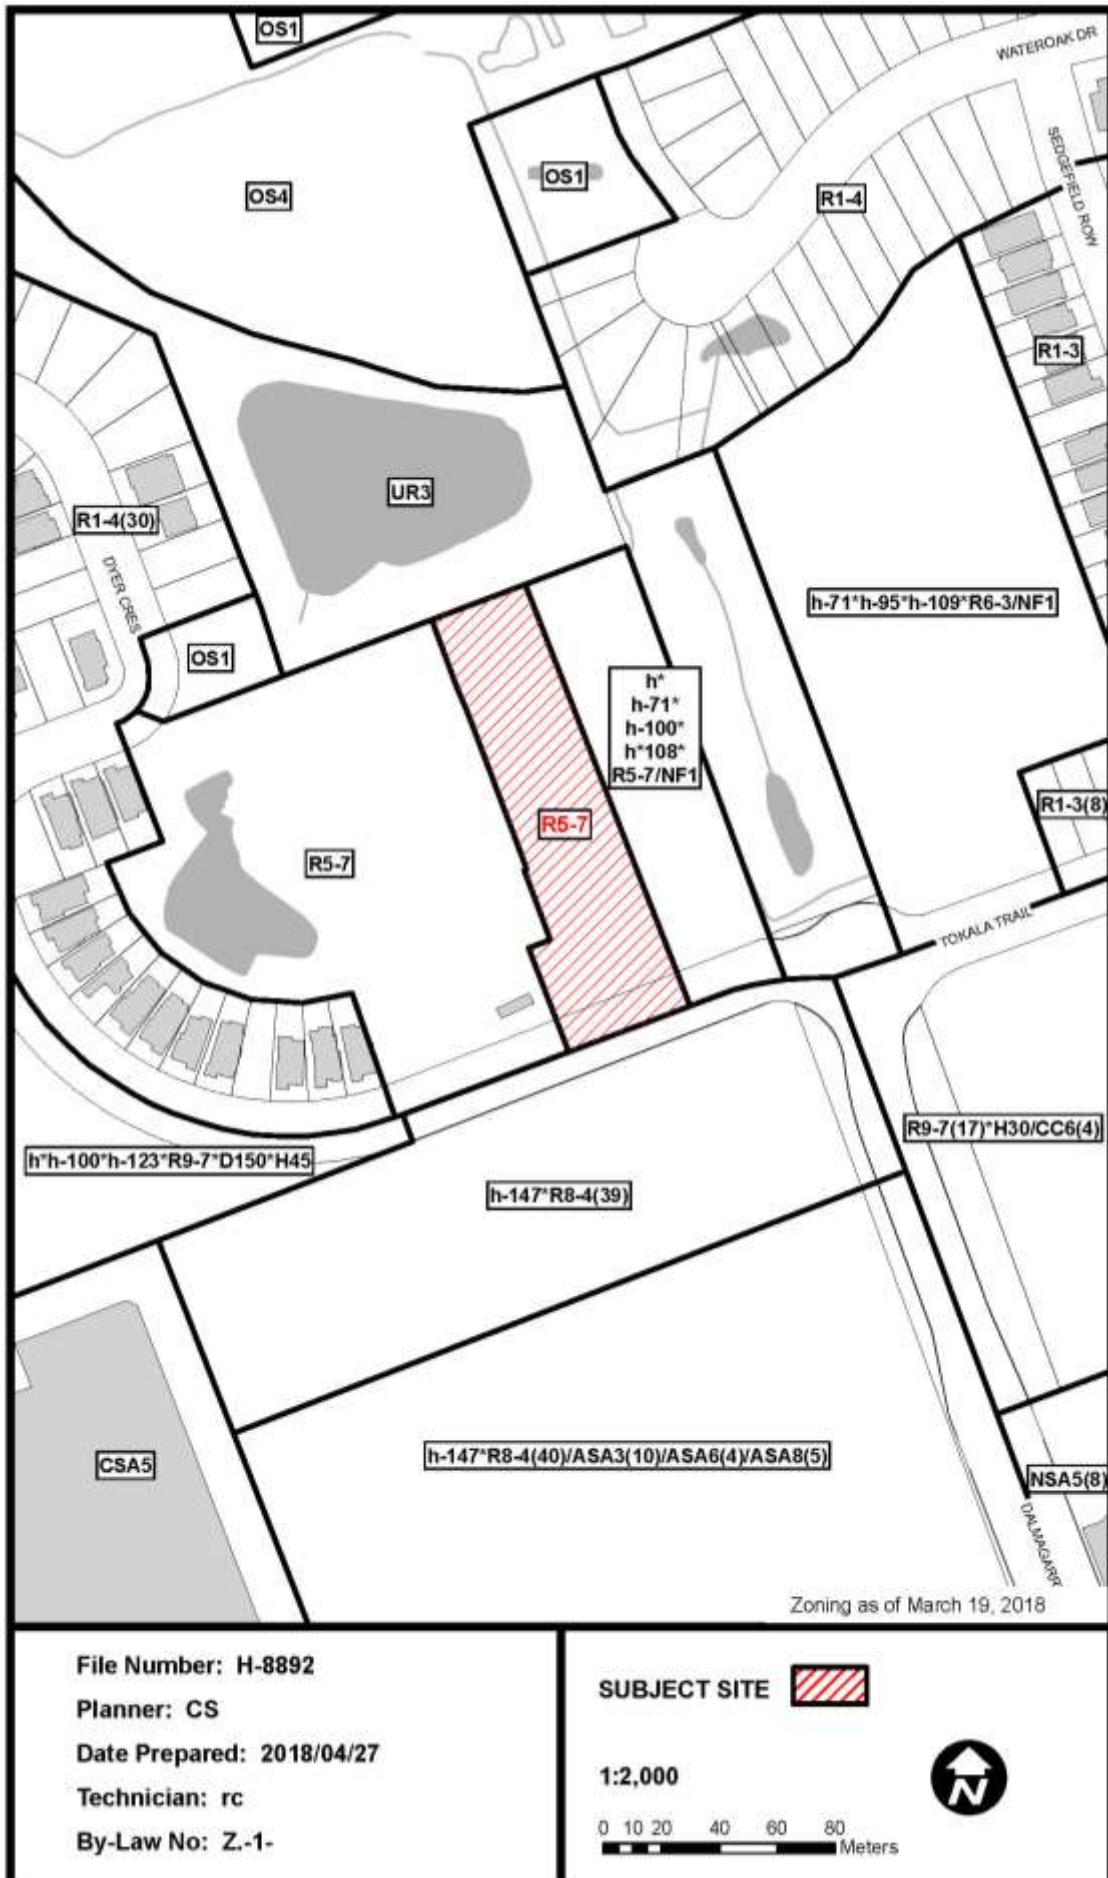 OS1
WATEROAK DR
SEDGEFIELD ROW
OS4
OS1
R1-4
R1-3
UR3
R1-4(30)
DYER CRES
OS1
h-71*h-95*h-109*R6-3/NF1
h*
h-71*
h-100*
h*108*
R5-7/NF1
R1-3(8)
R5-7
R5-7
TOKALA TRAIL
R9-7(17)*H30/CC6(4)
h*h-100*h-123*R9-7*D150*H45
h-147*R8-4(39)
CSA5
h-147*R8-4(40)/ASA3(10)/ASA6(4)/ASA8(5)
NSA5(8)
DALMAGARR
Zoning as of March 19, 2018
File Number: H-8892
Planner: CS
Date Prepared: 2018/04/27
Technician: rc
By-Law No: Z.-1-
SUBJECT SITE
1:2,000
N
0 10 20 40 60 80
Meters